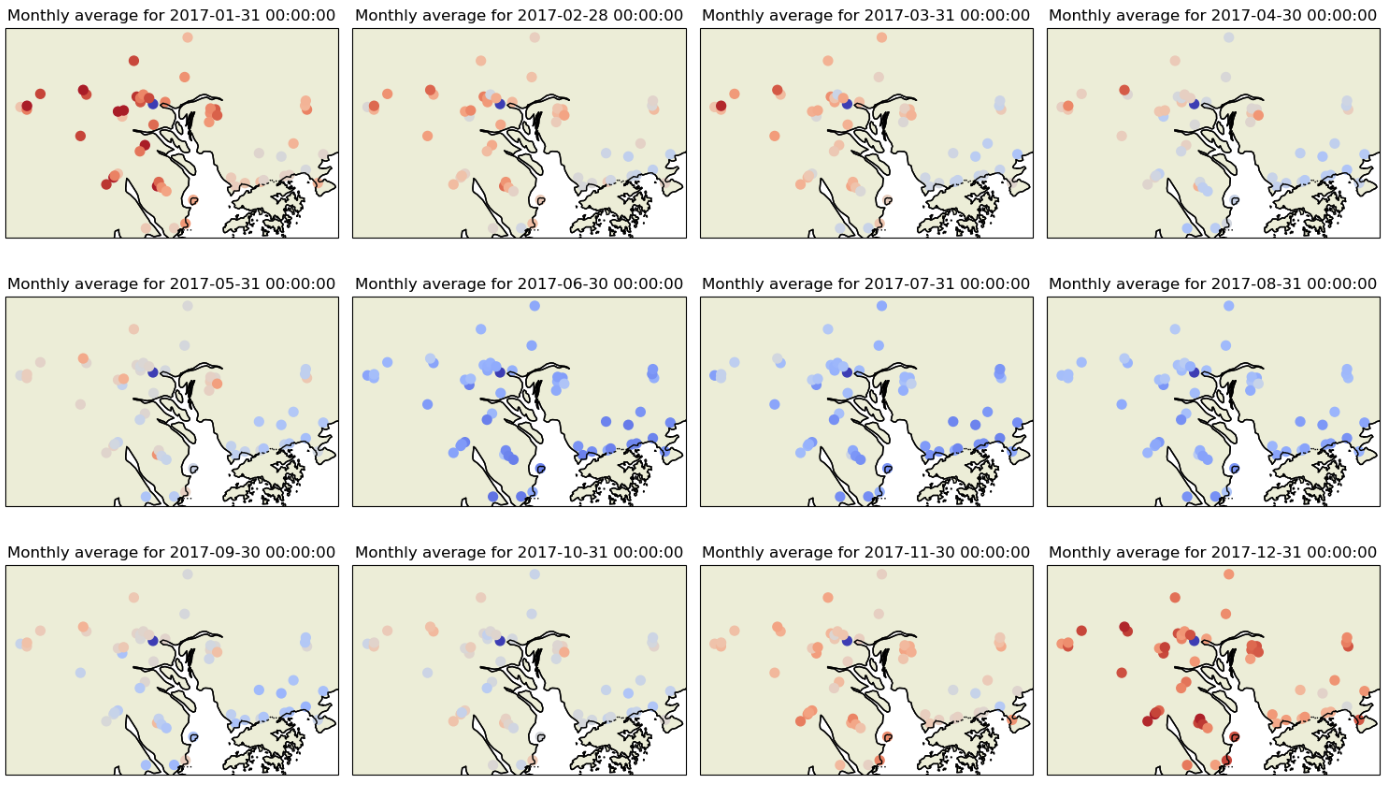 Monthly average for 2017-01-31 00:00:00
Monthly average for 2017-02-28 00:00:00
Monthly average for 2017-03-31 00:00:00
Monthly average for 2017-04-30 00:00:00
Monthly average for 2017-05-31 00:00:00
Monthly average for 2017-06-30 00:00:00
Monthly average for 2017-07-31 00:00:00
Monthly average for 2017-08-31 00:00:00
Monthly average for 2017-09-30 00:00:00
Monthly average for 2017-10-31 00:00:00
Monthly average for 2017-11-30 00:00:00
Monthly average for 2017-12-31 00:00:00